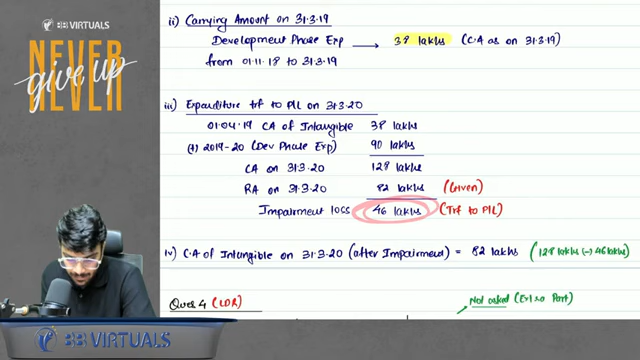 BB VIRTUALS
NEVER
give up
NEVER
ii) Carrying Amount on 31.3.19
Development Phase Exp → 38 lakhs (C.A as on 31.3.19)
from 01.11.18 to 31.3.19
iii) Expenditure trf to P/L on 31.3.20
01.04.19 CA of Intangible 38 lakhs
(+) 2019-20 (Dev Phase Exp) 90 lakhs
CA on 31.3.20 128 lakhs
RA on 31.3.20 82 lakhs (Given)
Impairment loss 46 lakhs (Trf to P/L)
iv) C.A of Intangible on 31.3.20 (after Impairment) = 82 lakhs (128 lakhs (-) 46 lakhs)
Ques 4 (LDR)
Not asked (Extra Part)
BB VIRTUALS